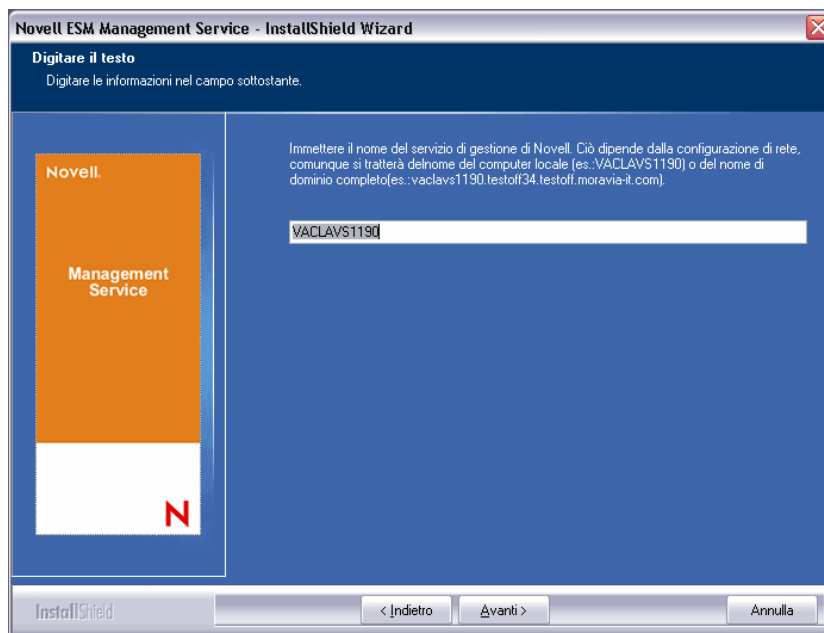 Novell ESM Management Service - InstallShield Wizard
Digitare il testo
Digitare le informazioni nel campo sottostante.
Novell.
Management
Service
N
Immettere il nome del servizio di gestione di Novell. Ciò dipende dalla configurazione di rete,
comunque si tratterà delnome del computer locale (es.:VACLAVS1190) o del nome di
dominio completo(es.:vaclavs1190.testoff34.testoff.moravia-it.com).
VACLAVS1190
InstallShield
< Indietro
Avanti >
Annulla